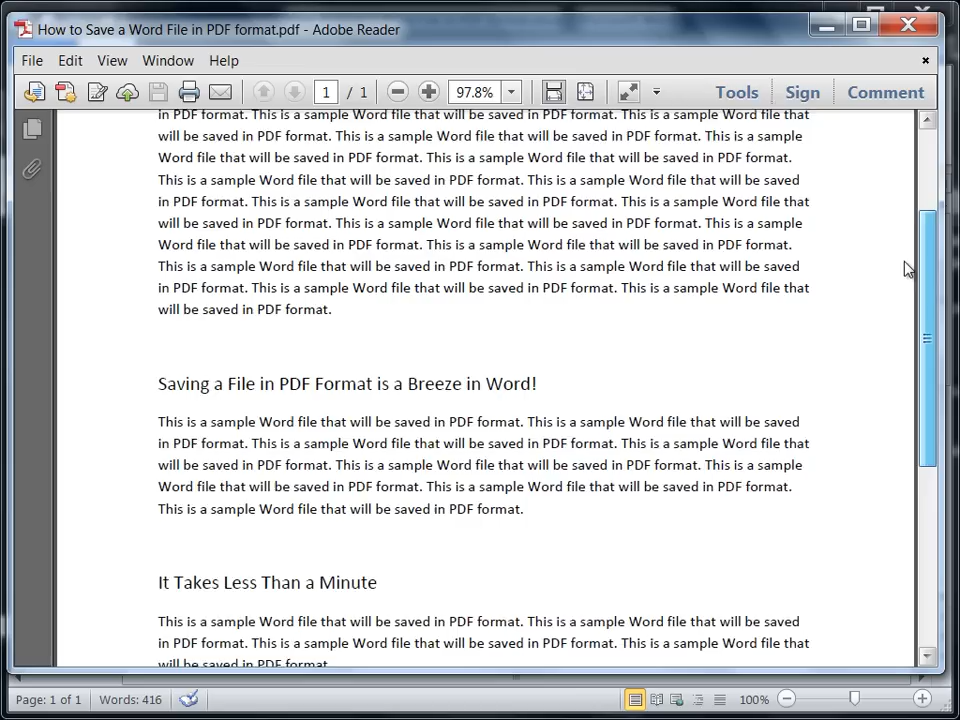 How to Save a Word File in PDF format.pdf - Adobe Reader
File Edit View Window Help
1 / 1 97.8% Tools Sign Comment
in PDF format. This is a sample Word file that will be saved in PDF format. This is a sample Word file that
will be saved in PDF format. This is a sample Word file that will be saved in PDF format. This is a sample
Word file that will be saved in PDF format. This is a sample Word file that will be saved in PDF format.
This is a sample Word file that will be saved in PDF format. This is a sample Word file that will be saved
in PDF format. This is a sample Word file that will be saved in PDF format. This is a sample Word file that
will be saved in PDF format. This is a sample Word file that will be saved in PDF format. This is a sample
Word file that will be saved in PDF format. This is a sample Word file that will be saved in PDF format.
This is a sample Word file that will be saved in PDF format. This is a sample Word file that will be saved
in PDF format. This is a sample Word file that will be saved in PDF format. This is a sample Word file that
will be saved in PDF format.
Saving a File in PDF Format is a Breeze in Word!
This is a sample Word file that will be saved in PDF format. This is a sample Word file that will be saved
in PDF format. This is a sample Word file that will be saved in PDF format. This is a sample Word file that
will be saved in PDF format. This is a sample Word file that will be saved in PDF format. This is a sample
Word file that will be saved in PDF format. This is a sample Word file that will be saved in PDF format.
This is a sample Word file that will be saved in PDF format.
It Takes Less Than a Minute
This is a sample Word file that will be saved in PDF format. This is a sample Word file that will be saved
in PDF format. This is a sample Word file that will be saved in PDF format. This is a sample Word file that
will be saved in PDF format.
Page: 1 of 1 Words: 416 100%